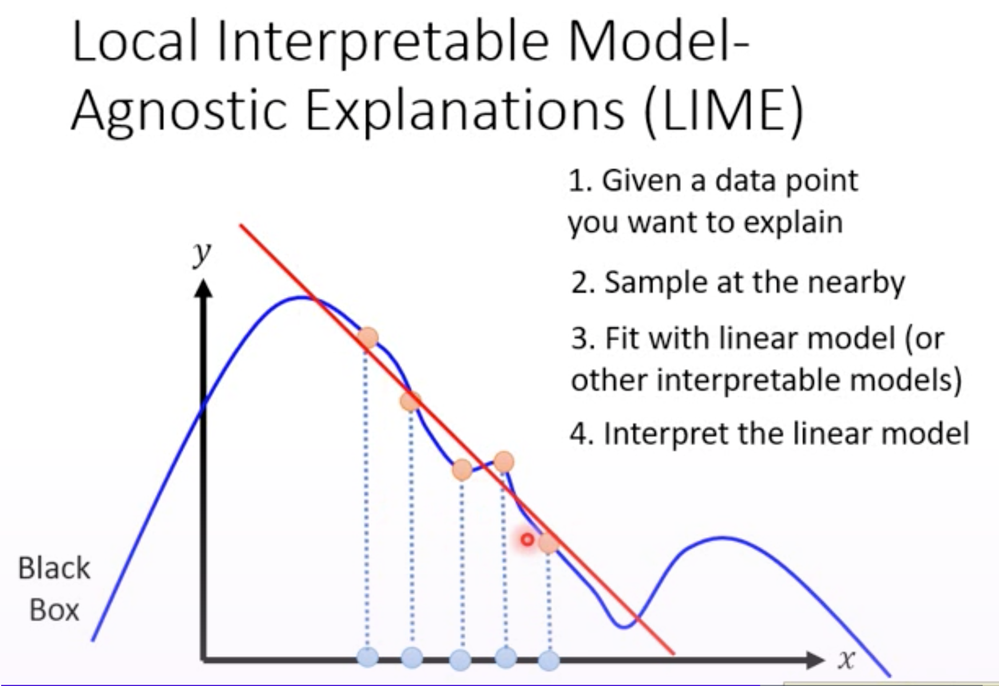 Local Interpretable Model-
Agnostic Explanations (LIME)
1. Given a data point
you want to explain
2. Sample at the nearby
3. Fit with linear model (or
other interpretable models)
4. Interpret the linear model
y
Black
Box
x